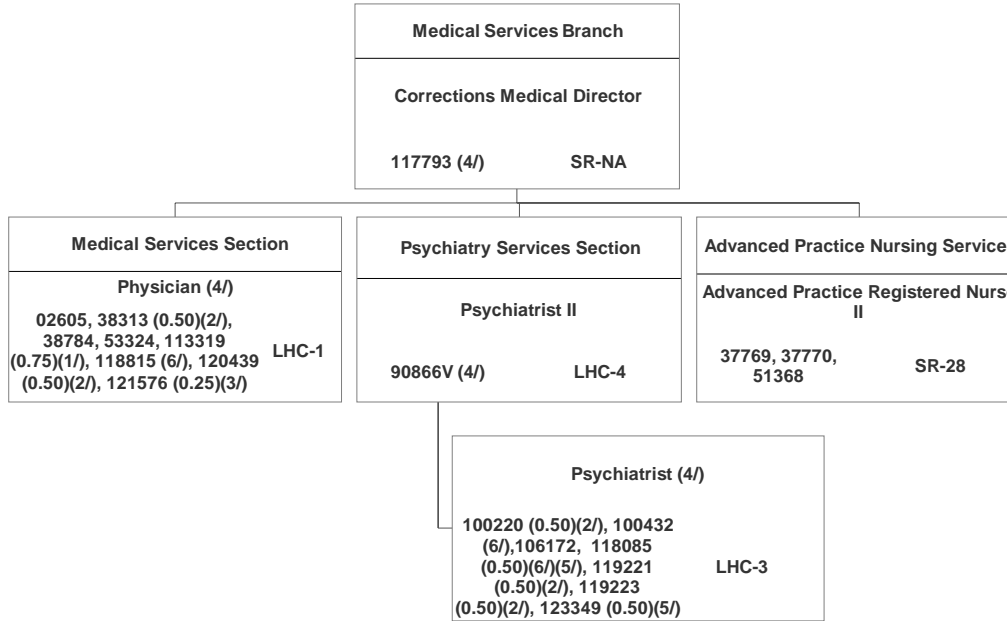 Medical Services Branch
Corrections Medical Director
117793 (4/) SR-NA
Medical Services Section
Physician (4/)
02605, 38313 (0.50)(2/),
38784, 53324, 113319
(0.75)(1/), 118815 (6/), 120439
(0.50)(2/), 121576 (0.25)(3/)
LHC-1
Psychiatry Services Section
Psychiatrist II
90866V (4/) LHC-4
Advanced Practice Nursing Service
Advanced Practice Registered Nurs
II
37769, 37770,
51368
SR-28
Psychiatrist (4/)
100220 (0.50)(2/), 100432
(6/),106172, 118085
(0.50)(6/)(5/), 119221
(0.50)(2/), 119223
(0.50)(2/), 123349 (0.50)(5/)
LHC-3